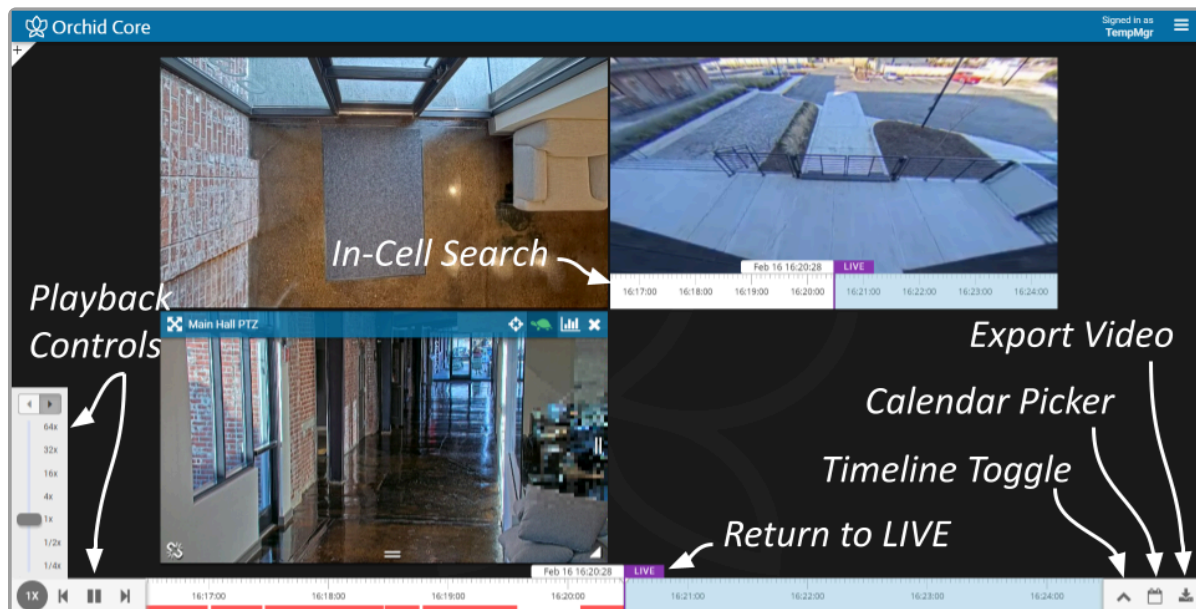 Orchid Core
Signed in as
TempMgr
+
In-Cell Search
Feb 16 16:20:28 LIVE
16:17:00 16:18:00 16:19:00 16:20:00 16:21:00 16:22:00 16:23:00 16:24:00
Playback
Controls
Main Hall PTZ
Export Video
Calendar Picker
Timeline Toggle
Return to LIVE
64x
32x
16x
4x
1x
1/2x
1/4x
Feb 16 16:20:28 LIVE
1X
16:17:00 16:18:00 16:19:00 16:20:00 16:21:00 16:22:00 16:23:00 16:24:00